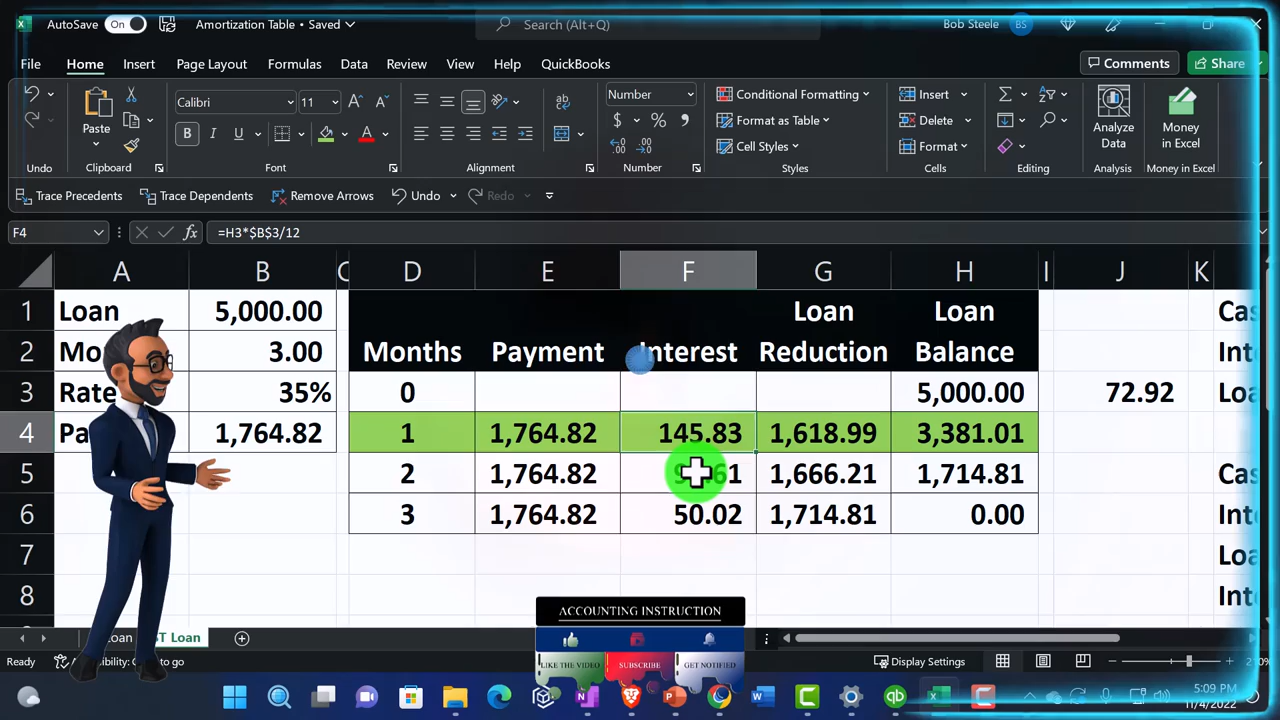 AutoSave On Amortization Table • Saved Search (Alt+Q) Bob Steele BS
File Home Insert Page Layout Formulas Data Review View Help QuickBooks Comments Share
Paste Calibri 11 Number Conditional Formatting Insert Analyze Data Money in Excel
B I U $ % Format as Table Delete
Cell Styles Format
Undo Clipboard Font Alignment Number Styles Cells Editing Analysis Money in Excel
Trace Precedents Trace Dependents Remove Arrows Undo Redo
F4 fx =H3*$B$3/12
A B C D E F G H I J K
1 Loan 5,000.00 Loan Loan
2 3.00 Months Payment Interest Reduction Balance
3 Rate 35% 0 5,000.00 72.92
4 1,764.82 1 1,764.82 145.83 1,618.99 3,381.01
5 2 1,764.82 1,666.21 1,714.81
6 3 1,764.82 50.02 1,714.81 0.00
7
8
ACCOUNTING INSTRUCTION
LIKE THE VIDEO SUBSCRIBE GET NOTIFIED
Loan Loan
Ready Display Settings
5:09 PM
11/4/2022